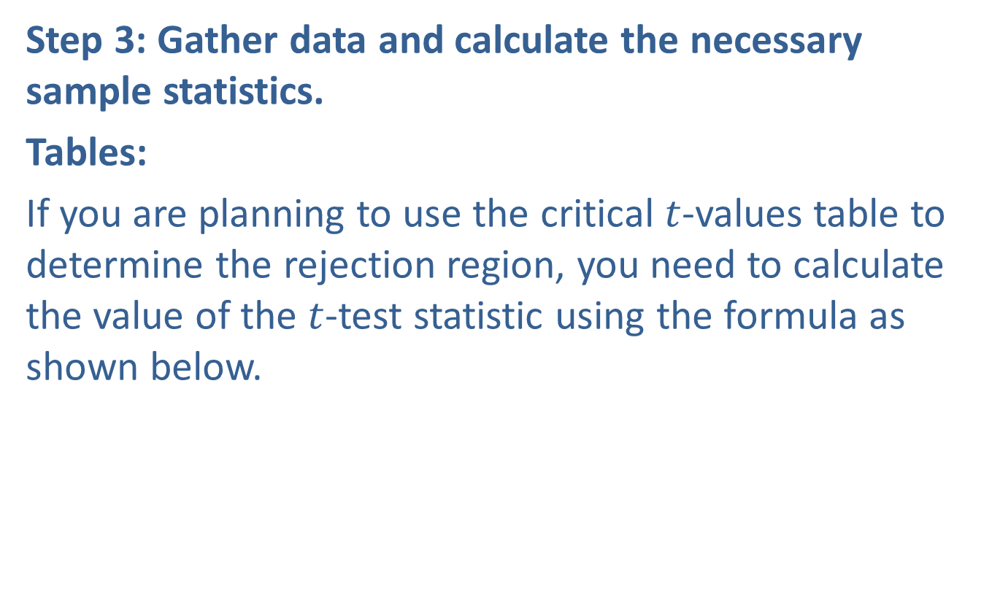 Step 3: Gather data and calculate the necessary
sample statistics.
Tables:
If you are planning to use the critical t-values table to
determine the rejection region, you need to calculate
the value of the t-test statistic using the formula as
shown below.